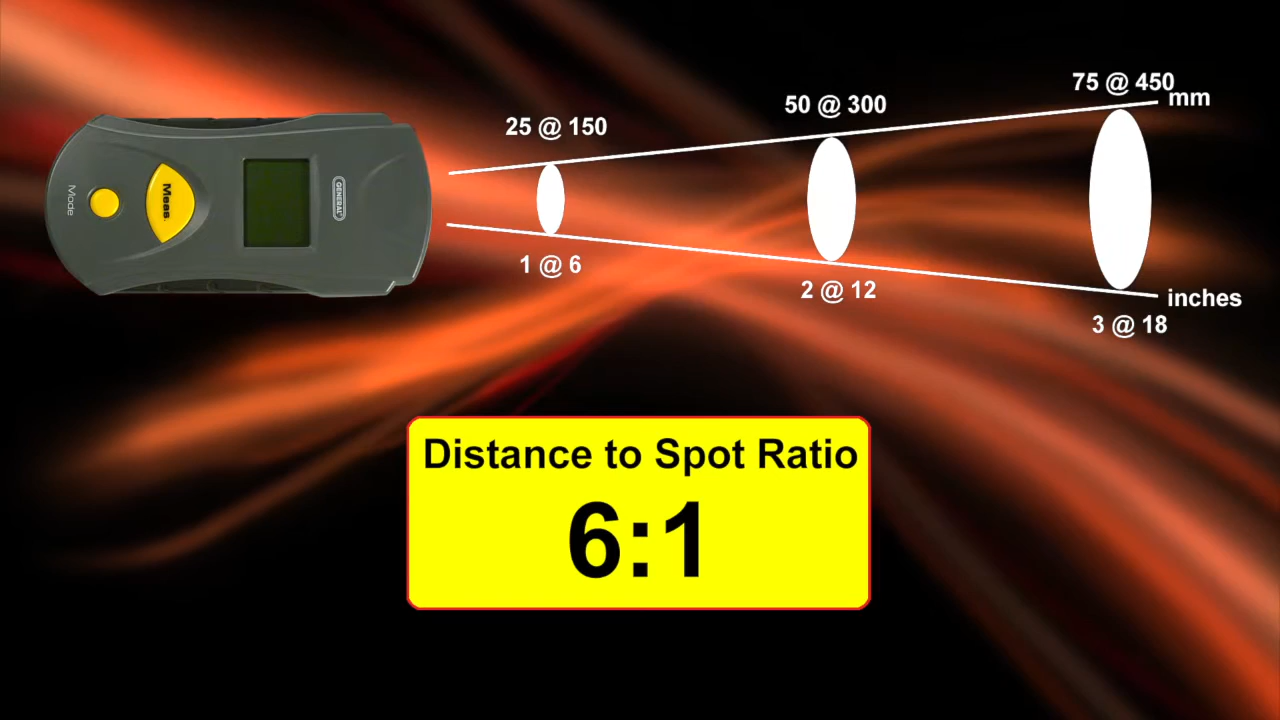 75 @ 450
mm
50 @ 300
25 @ 150
Mode
Meas.
GENERAL
1 @ 6
2 @ 12
inches
3 @ 18
Distance to Spot Ratio
6:1